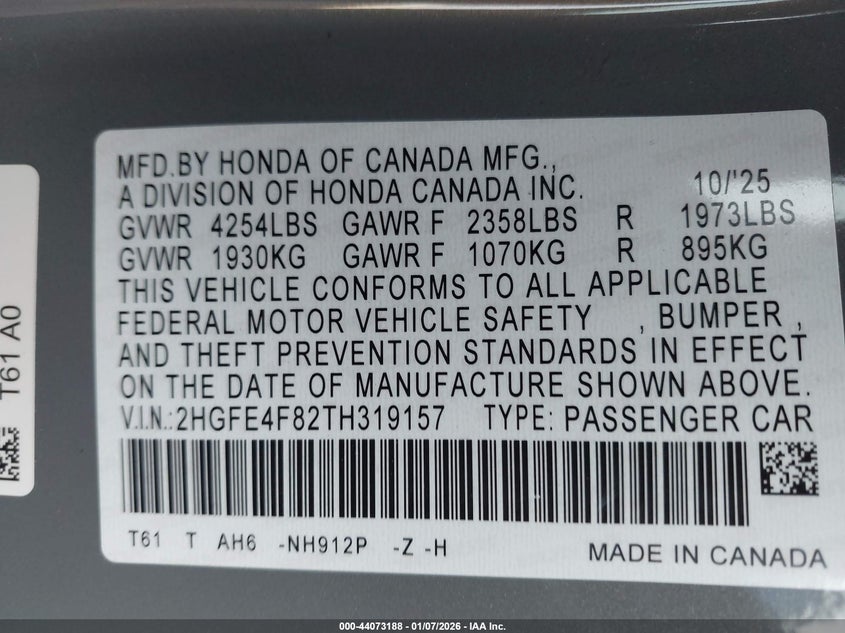 MFD.BY HONDA OF CANADA MFG.,
A DIVISION OF HONDA CANADA INC. 10/'25
GVWR 4254LBS GAWR F 2358LBS R 1973LBS
GVWR 1930KG GAWR F 1070KG R 895KG
THIS VEHICLE CONFORMS TO ALL APPLICABLE
FEDERAL MOTOR VEHICLE SAFETY , BUMPER ,
AND THEFT PREVENTION STANDARDS IN EFFECT
ON THE DATE OF MANUFACTURE SHOWN ABOVE.
V.I.N.:2HGFE4F82TH319157 TYPE: PASSENGER CAR
T61 T AH6 -NH912P -Z -H MADE IN CANADA
T61 A0
000-44073188 - 01/07/2026 - IAA Inc.